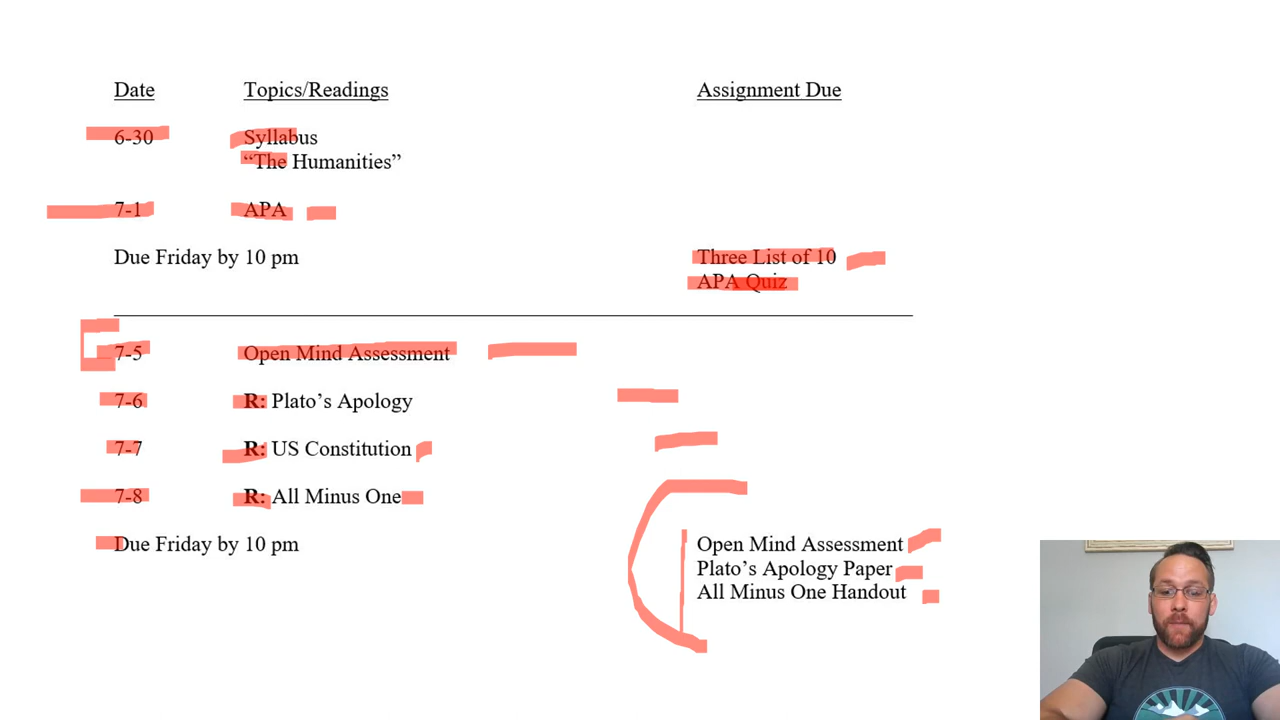 Date Topics/Readings Assignment Due
6-30 Syllabus
“The Humanities”
7-1 APA
Due Friday by 10 pm Three List of 10
APA Quiz
7-5 Open Mind Assessment
7-6 R: Plato’s Apology
7-7 R: US Constitution
7-8 R: All Minus One
Due Friday by 10 pm Open Mind Assessment
Plato’s Apology Paper
All Minus One Handout